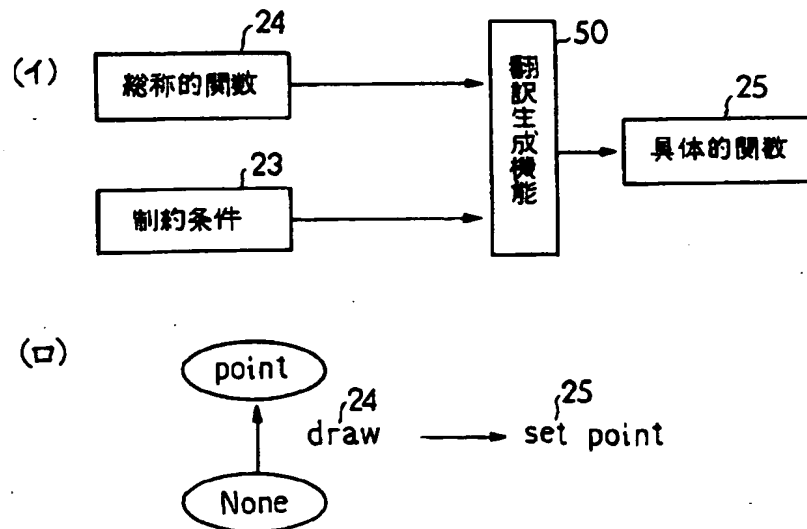 24
50
(イ)
総称的関数
翻訳生成機能
25
具体的関数
23
制約条件
(ロ)
point
24
25
draw
set point
None